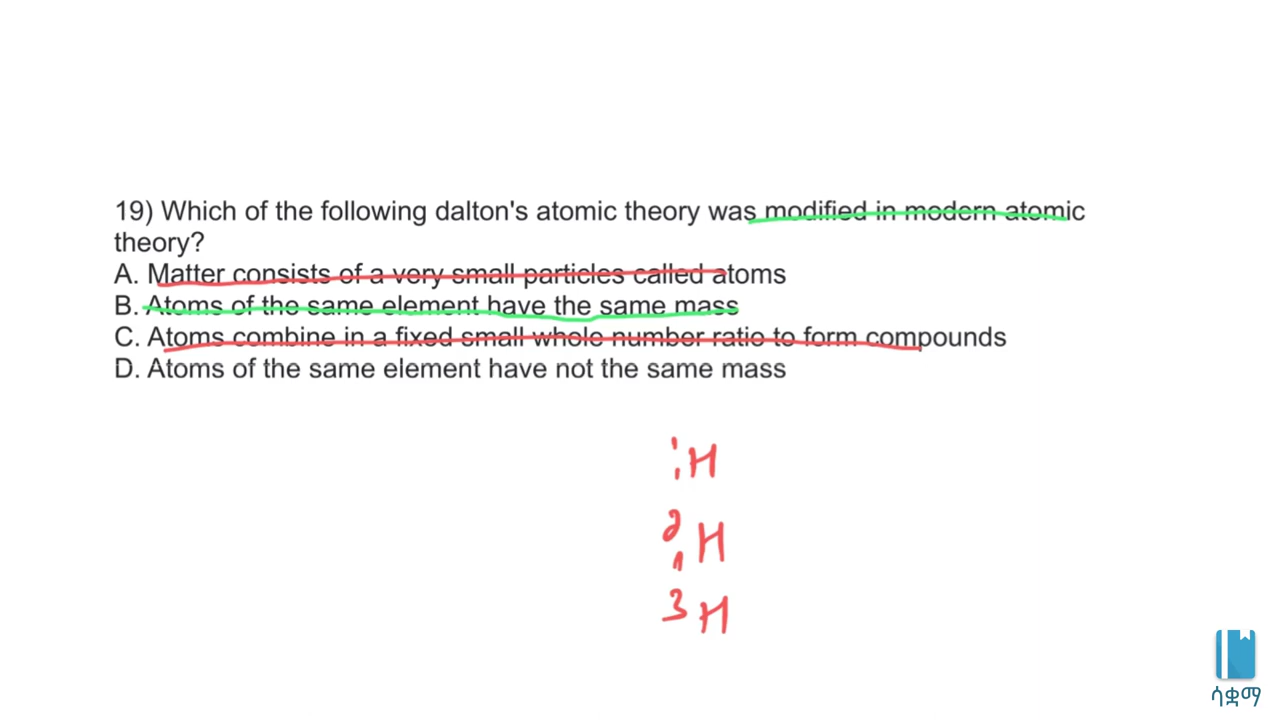 19) Which of the following dalton's atomic theory was modified in modern atomic
theory?
A. Matter consists of a very small particles called atoms
B. Atoms of the same element have the same mass
C. Atoms combine in a fixed small whole number ratio to form compounds
D. Atoms of the same element have not the same mass
¹₁H
²₁H
³H
ሳቋማ